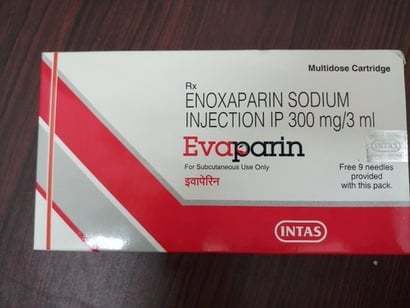 Multidose Cartridge
Rx
ENOXAPARIN SODIUM
INJECTION IP 300 mg/3 ml
INTAS
Evaparin
For Subcutaneous Use Only
Free 9 needles
provided
with this pack.
इवापेरिन
INTAS